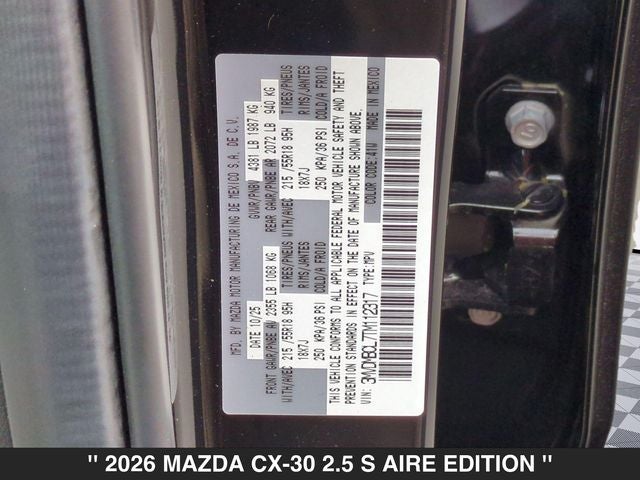 MFD. BY MAZDA MOTOR MANUFACTURING DE MEXICO S.A. DE C.V.
DATE 10/25 GVWR/PNBV 4381 LB 1987 KG
FRONT GAWR/PNBE AV 2355 LB 1068 KG REAR GAWR/PNBE AR 2072 LB 940 KG
WITH/AVEC 215/55R18 95H TIRES/PNEUS WITH/AVEC 215/55R18 95H TIRES/PNEUS
18X7J RIMS/JANTES 18X7J RIMS/JANTES
250 KPA/36 PSI COLD/A FROID 250 KPA/36 PSI COLD/A FROID
THIS VEHICLE CONFORMS TO ALL APPLICABLE FEDERAL MOTOR VEHICLE SAFETY AND THEFT
PREVENTION STANDARDS IN EFFECT ON THE DATE OF MANUFACTURE SHOWN ABOVE.
VIN: TYPE:MPV COLOR CODE:41W MADE IN MEXICO
" 2026 MAZDA CX-30 2.5 S AIRE EDITION "